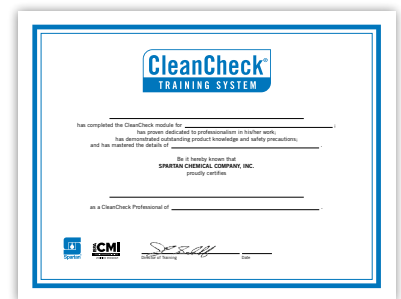 CleanCheck®
TRAINING SYSTEM
has completed the CleanCheck module for ;
has proven dedicated to professionalism in his/her work;
has demonstrated outstanding product knowledge and safety precautions;
and has mastered the details of .
Be it hereby known that
SPARTAN CHEMICAL COMPANY, INC.
proudly certifies
as a CleanCheck Professional of .
Spartan
ISSA CMI
Director of Training Date